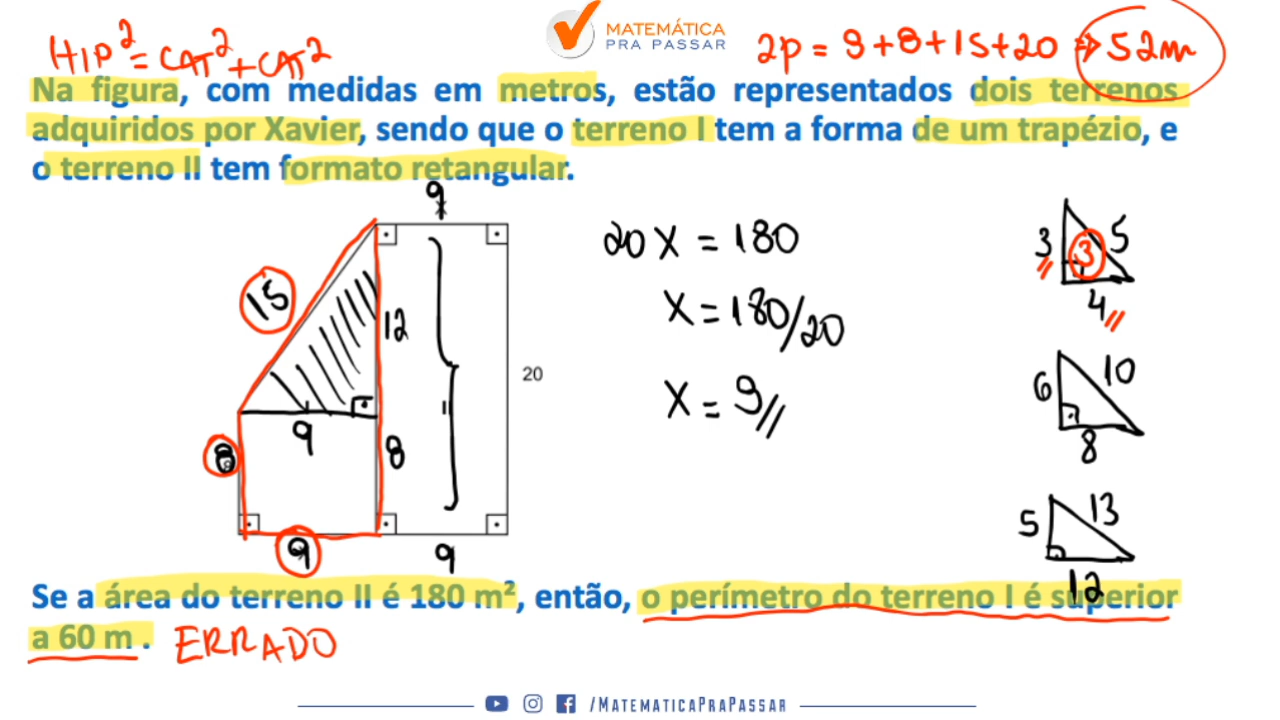 HIP² = CAT² + CAT²
MATEMÁTICA
PRA PASSAR
2p = 9+8+15+20 ⇒ 52m
Na figura, com medidas em metros, estão representados dois terrenos
adquiridos por Xavier, sendo que o terreno I tem a forma de um trapézio, e
o terreno II tem formato retangular.
9
15
12
20
9
8
8
9
9
20x = 180
x = 180/20
x = 9
3
3
5
4
6
10
8
5
13
12
Se a área do terreno II é 180 m², então, o perímetro do terreno I é superior
a 60 m . ERRADO
/MATEMATICAPRAPASSAR